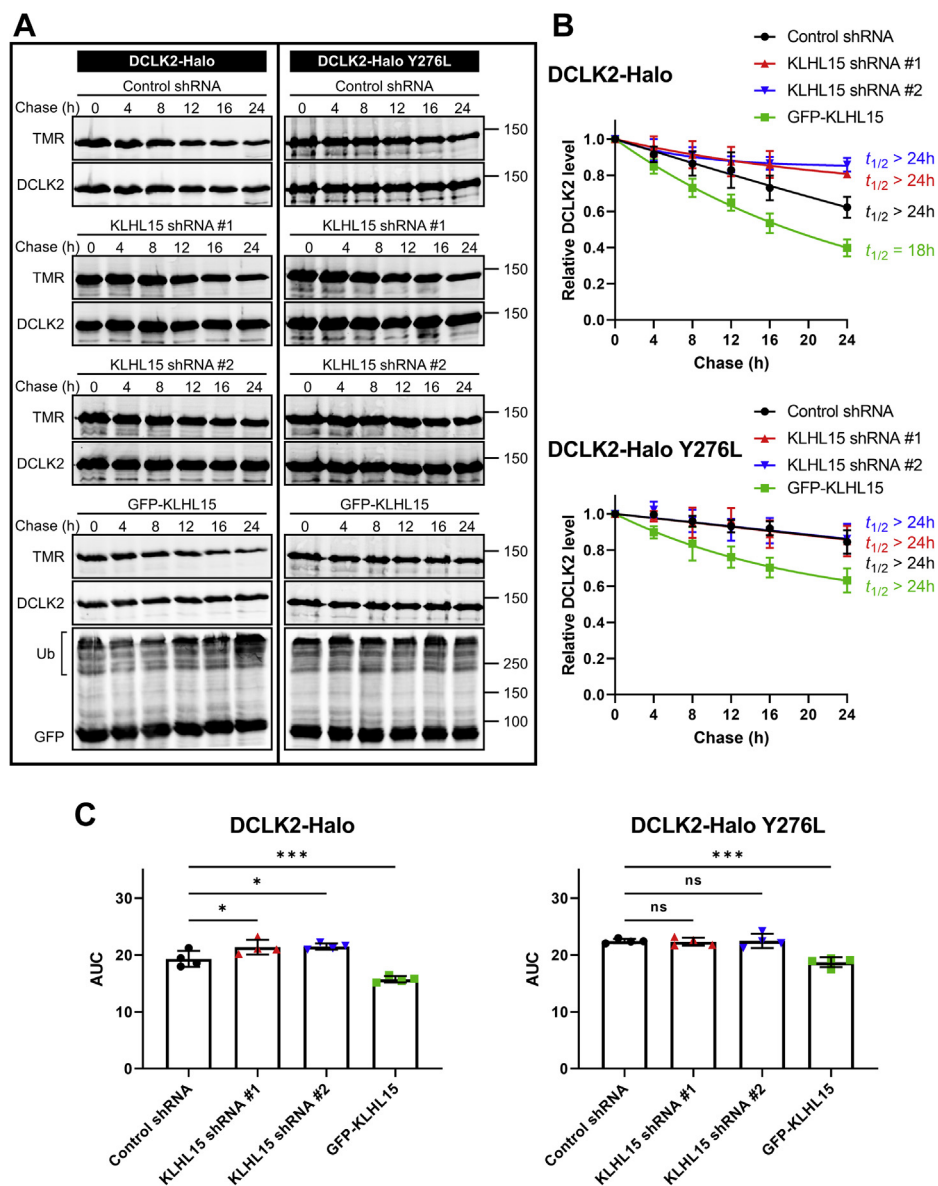 A
DCLK2-Halo
DCLK2-Halo Y276L
Control shRNA
Control shRNA
Chase (h) 0 4 8 12 16 24 0 4 8 12 16 24
TMR
150
DCLK2
150
KLHL15 shRNA #1
KLHL15 shRNA #1
Chase (h) 0 4 8 12 16 24 0 4 8 12 16 24
TMR
150
DCLK2
150
KLHL15 shRNA #2
KLHL15 shRNA #2
Chase (h) 0 4 8 12 16 24 0 4 8 12 16 24
TMR
150
DCLK2
150
GFP-KLHL15
GFP-KLHL15
Chase (h) 0 4 8 12 16 24 0 4 8 12 16 24
TMR
150
DCLK2
150
Ub
250
150
100
GFP
B
Control shRNA
KLHL15 shRNA #1
KLHL15 shRNA #2
GFP-KLHL15
DCLK2-Halo
Relative DCLK2 level
1.0
0.8
0.6
0.4
0.2
0.0
t1/2 > 24h
t1/2 > 24h
t1/2 > 24h
t1/2 = 18h
0 4 8 12 16 20 24
Chase (h)
Control shRNA
KLHL15 shRNA #1
KLHL15 shRNA #2
GFP-KLHL15
DCLK2-Halo Y276L
Relative DCLK2 level
1.0
0.8
0.6
0.4
0.2
0.0
t1/2 > 24h
t1/2 > 24h
t1/2 > 24h
t1/2 > 24h
0 4 8 12 16 20 24
Chase (h)
C
DCLK2-Halo
***
*
*
AUC
30
20
10
0
Control shRNA
KLHL15 shRNA #1
KLHL15 shRNA #2
GFP-KLHL15
DCLK2-Halo Y276L
***
ns
ns
AUC
30
20
10
0
Control shRNA
KLHL15 shRNA #1
KLHL15 shRNA #2
GFP-KLHL15